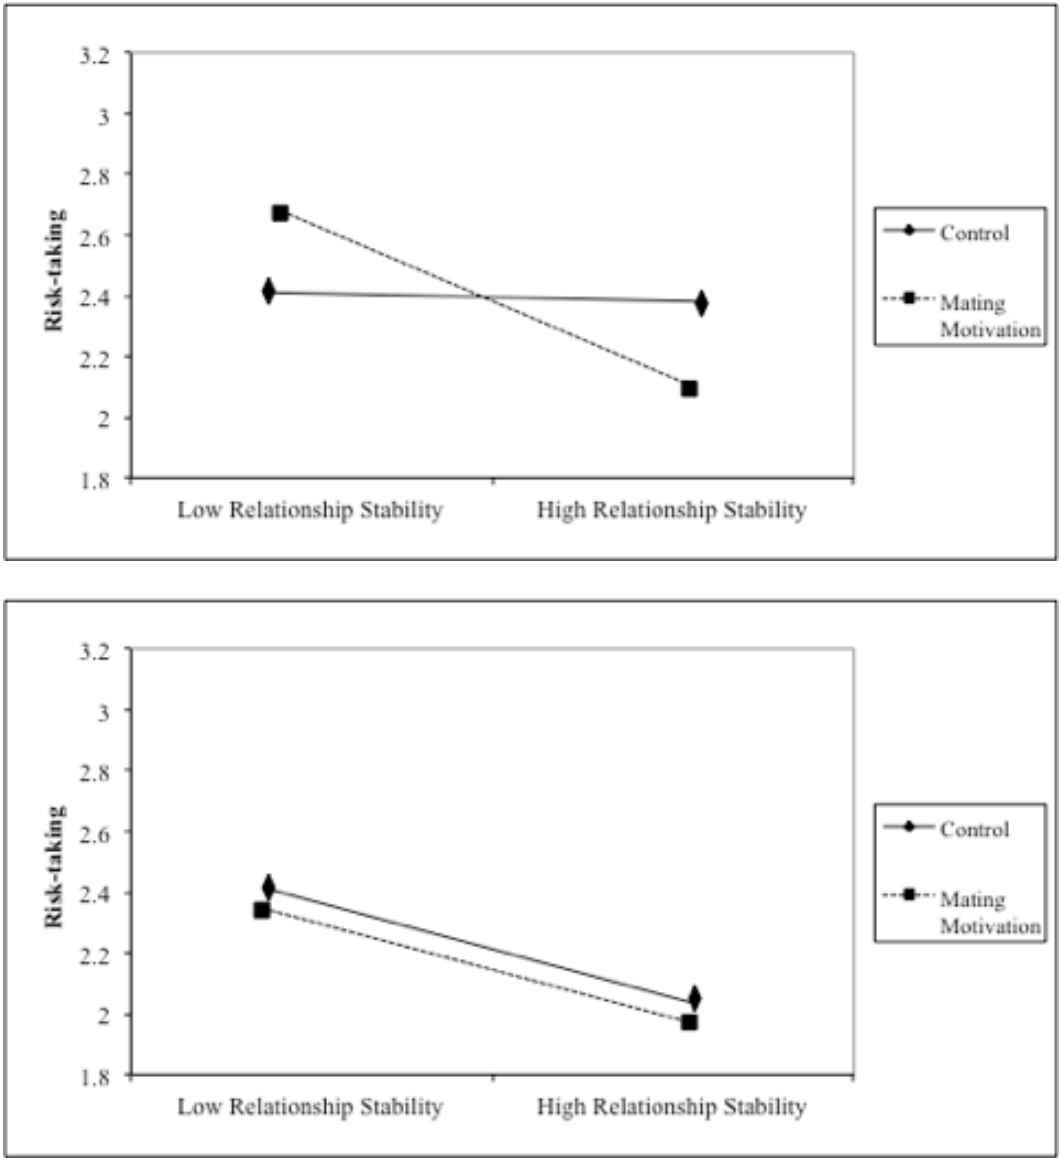 3.2
3
2.8
2.6
2.4
2.2
2
1.8
Risk-taking
Low Relationship Stability
High Relationship Stability
Control
Mating
Motivation
3.2
3
2.8
2.6
2.4
2.2
2
1.8
Risk-taking
Low Relationship Stability
High Relationship Stability
Control
Mating
Motivation